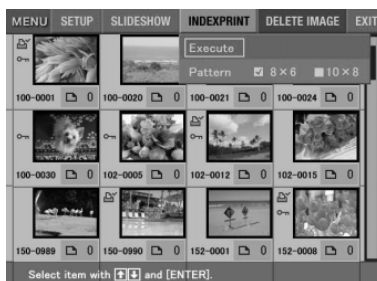 MENU SETUP SLIDESHOW INDEXPRINT DELETE IMAGE EXIT
Execute
Pattern 8×6 10×8
100-0001 0 100-0020 0 100-0021 0 100-0024 0
100-0030 0 102-0005 0 102-0012 0 102-0015 0
150-0989 0 150-0990 0 152-0001 0 152-0008 0
Select item with and [ENTER].